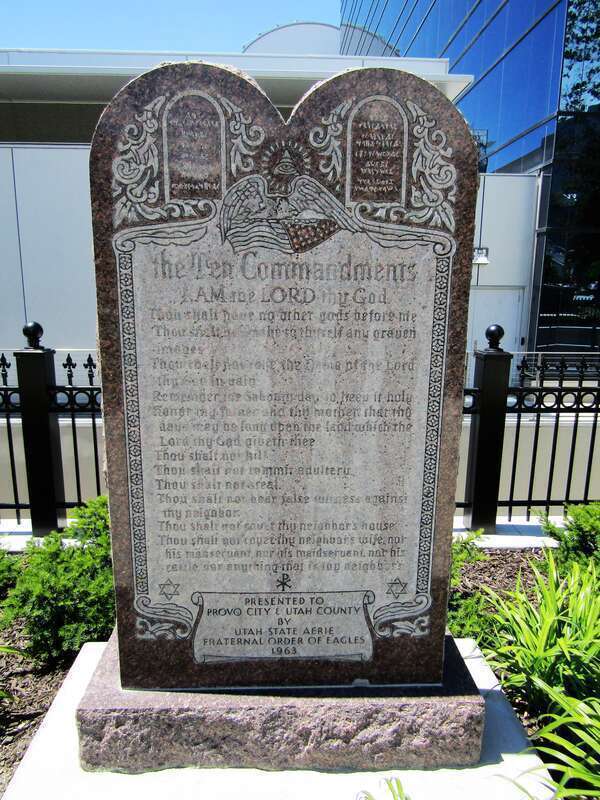 the Ten Commandments
I AM the LORD thy God
Thou shalt have no other gods before me
Thou shalt not make to thyself any graven
images
Thou shalt not take the Name of the Lord
thy God in vain
Remember the Sabbath day, to keep it holy
Honor thy father and thy mother that thy
days may be long upon the land which the
Lord thy God giveth thee
Thou shalt not kill
Thou shalt not commit adultery
Thou shalt not steal
Thou shalt not bear false witness against
thy neighbor
Thou shalt not covet thy neighbor's house
Thou shalt not covet thy neighbor's wife, nor
his manservant, nor his maidservant, nor his
cattle nor anything that is thy neighbor's
PRESENTED TO
PROVO CITY & UTAH COUNTY
BY
UTAH STATE AERIE
FRATERNAL ORDER OF EAGLES
1963